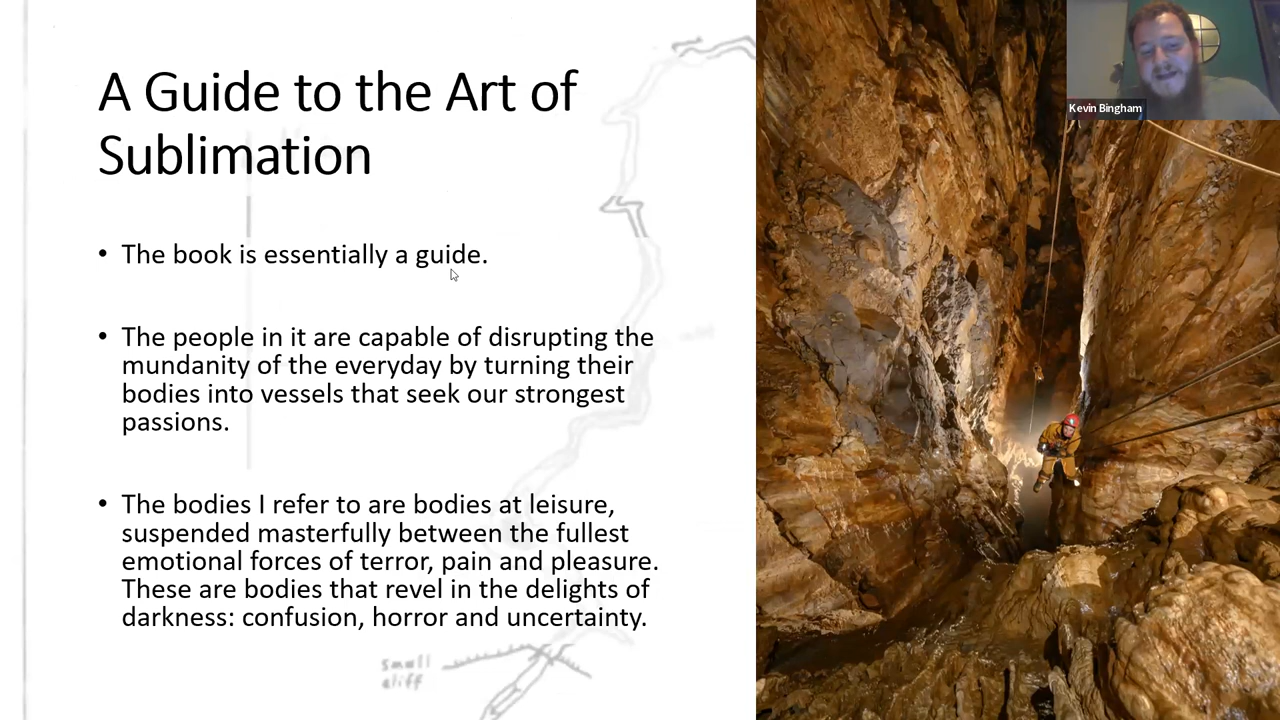 A Guide to the Art of
Sublimation
• The book is essentially a guide.
• The people in it are capable of disrupting the
mundanity of the everyday by turning their
bodies into vessels that seek our strongest
passions.
• The bodies I refer to are bodies at leisure,
suspended masterfully between the fullest
emotional forces of terror, pain and pleasure.
These are bodies that revel in the delights of
darkness: confusion, horror and uncertainty.
small
cliff
Kevin Bingham